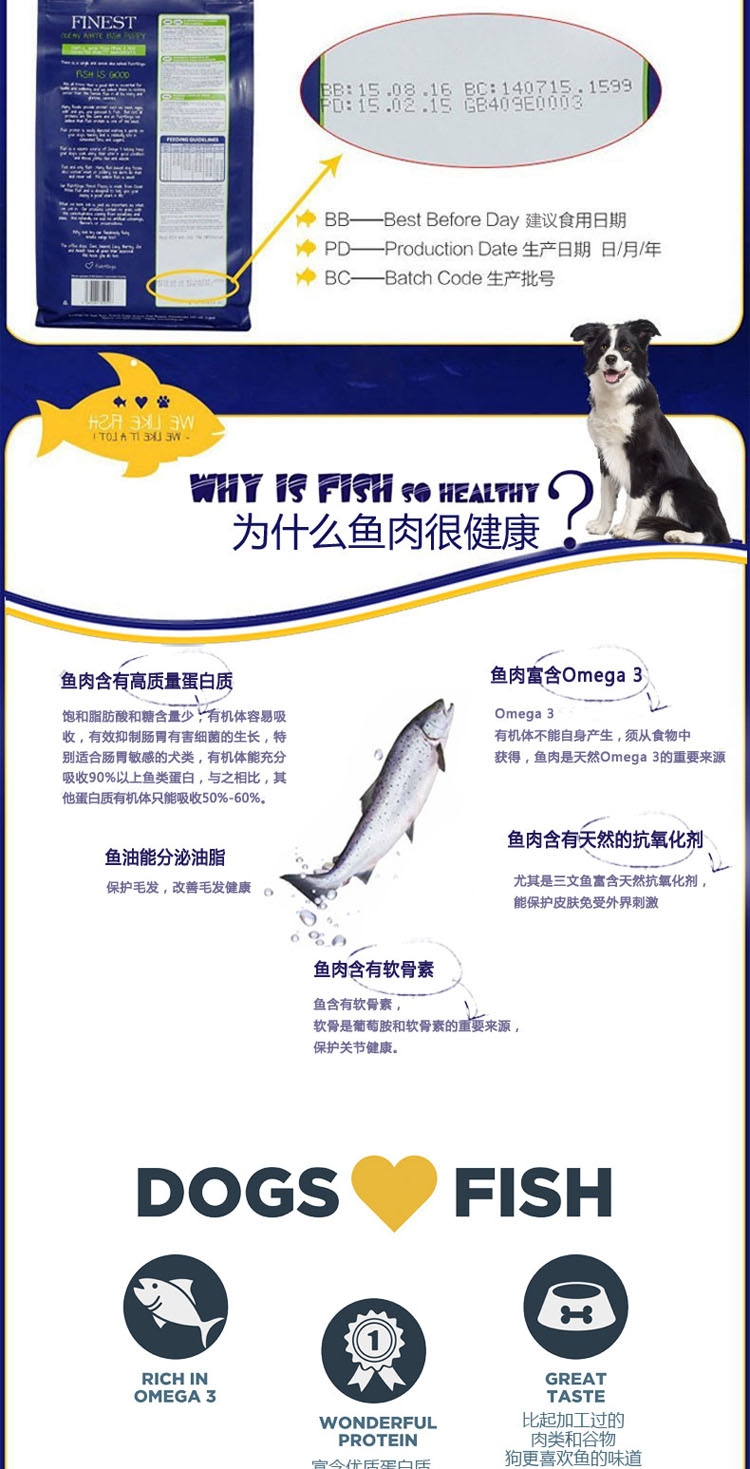 FINEST
OCEAN WHITE FISH PUPPY
FISH IS GOOD
FEEDING GUIDELINES
BB:15.08.16 BC:140715.1599
PD:15.02.15 GB409E0003
BB——Best Before Day 建议食用日期
PD——Production Date 生产日期 日/月/年
BC——Batch Code 生产批号
WE LIKE FISH
- WE LIKE IT A LOT!
WHY IS FISH SO HEALTHY?
为什么鱼肉很健康
鱼肉含有高质量蛋白质
饱和脂肪酸和糖含量少，有机体容易吸
收，有效抑制肠胃有害细菌的生长，特
别适合肠胃敏感的犬类，有机体能充分
吸收90%以上鱼类蛋白，与之相比，其
他蛋白质有机体只能吸收50%-60%。
鱼肉富含Omega 3
Omega 3
有机体不能自身产生，须从食物中
获得，鱼肉是天然Omega 3的重要来源
鱼油能分泌油脂
保护毛发，改善毛发健康
鱼肉含有天然的抗氧化剂
尤其是三文鱼富含天然抗氧化剂，
能保护皮肤免受外界刺激
鱼肉含有软骨素
鱼含有软骨素，
软骨是葡萄胺和软骨素的重要来源，
保护关节健康。
DOGS FISH
RICH IN
OMEGA 3
1
WONDERFUL
PROTEIN
富含优质蛋白质
GREAT
TASTE
比起加工过的
肉类和谷物
狗更喜欢鱼的味道